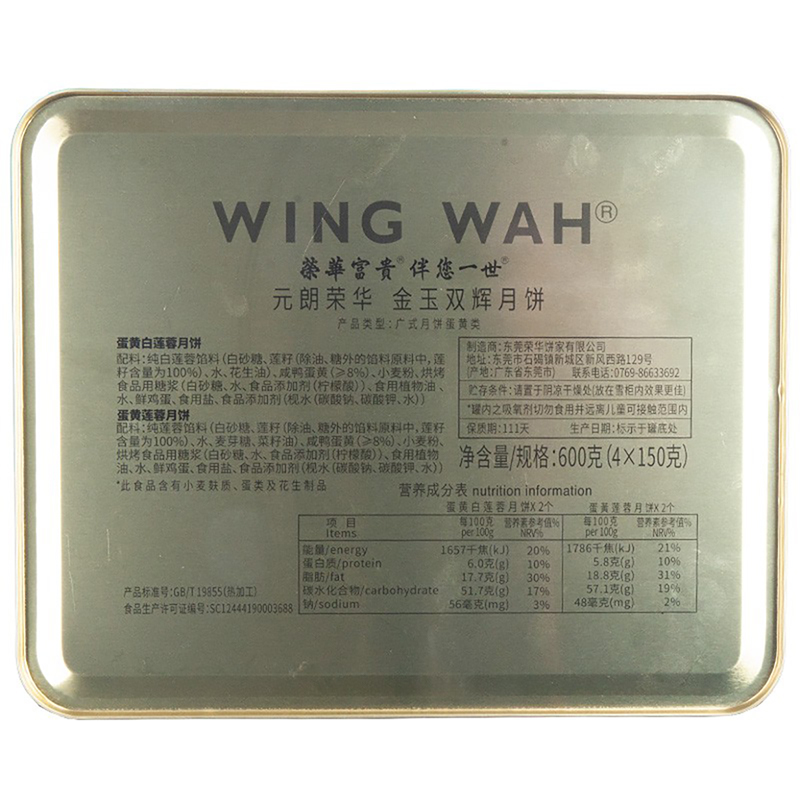 WING WAH®
榮華富貴®伴您一世®
元朗荣华 金玉双辉月饼
产品类型:广式月饼蛋黄类
蛋黄白莲蓉月饼
配料:纯白莲蓉馅料(白砂糖、莲籽(除油、糖外的馅料原料中,莲
籽含量为100%)、水、花生油)、咸鸭蛋黄(≥8%)、小麦粉、烘烤
食品用糖浆(白砂糖、水、食品添加剂(柠檬酸))、食用植物油、
水、鲜鸡蛋、食用盐、食品添加剂(枧水(碳酸钠、碳酸钾、水))
蛋黄莲蓉月饼
配料:纯莲蓉馅料(白砂糖、莲籽(除油、糖外的馅料原料中,莲籽
含量为100%)、水、麦芽糖、菜籽油)、咸鸭蛋黄(≥8%)、小麦粉、
烘烤食品用糖浆(白砂糖、水、食品添加剂(柠檬酸))、食用植物
油、水、鲜鸡蛋、食用盐、食品添加剂(枧水(碳酸钠、碳酸钾、水))
*此食品含有小麦麸质、蛋类及花生制品
制造商:东莞荣华饼家有限公司
地址:东莞市石碣镇新城区新风西路129号
(产地:广东省东莞市) 联系电话:0769-86633692
贮存条件:请置于阴凉干燥处(放在雪柜内效果更佳)
*罐内之吸氧剂切勿食用并远离儿童可接触范围内
保质期:111天 生产日期:标示于罐底处
净含量/规格:600克(4×150克)
营养成分表 nutrition information
蛋黄白莲蓉月饼X2个 蛋黄莲蓉月饼X2个
项目 每100克 营养素参考值% 每100克 营养素参考值%
Items per100g NRV% per100g NRV%
能量/energy 1657千焦(kJ) 20% 1786千焦(kJ) 21%
蛋白质/protein 6.0克(g) 10% 5.8克(g) 10%
脂肪/fat 17.7克(g) 30% 18.8克(g) 31%
碳水化合物/carbohydrate 51.7克(g) 17% 57.1克(g) 19%
钠/sodium 56毫克(mg) 3% 48毫克(mg) 2%
产品标准号:GB/T 19855(热加工)
食品生产许可证编号:SC12444190003688